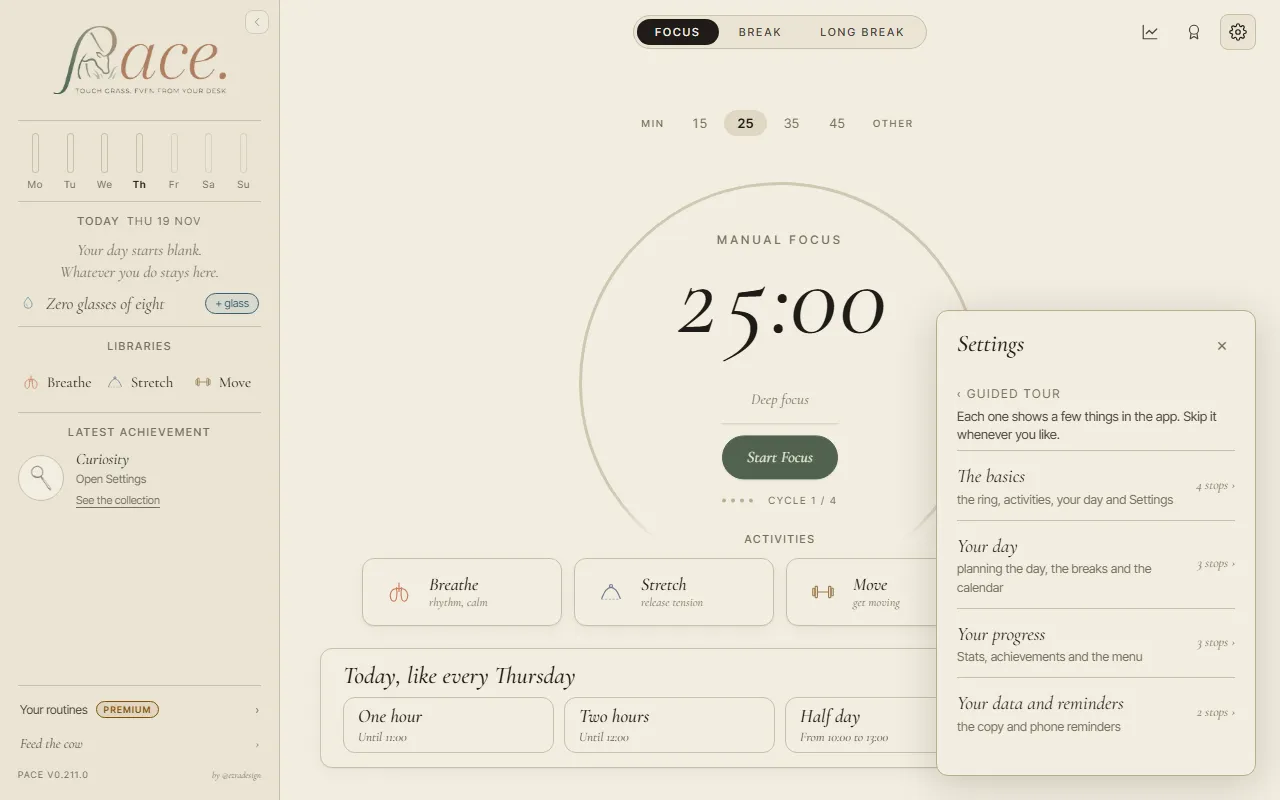 Pace.
TOUCH GRASS. EVEN FROM YOUR DESK
Mo Tu We Th Fr Sa Su
TODAY THU 19 NOV
Your day starts blank.
Whatever you do stays here.
Zero glasses of eight + glass
LIBRARIES
Breathe Stretch Move
LATEST ACHIEVEMENT
Curiosity
Open Settings
See the collection
Your routines PREMIUM ›
Feed the cow ›
PACE V0.211.0 by @ezradesign
FOCUS BREAK LONG BREAK
MIN 15 25 35 45 OTHER
MANUAL FOCUS
25:00
Deep focus
Start Focus
CYCLE 1 / 4
ACTIVITIES
Breathe
rhythm, calm
Stretch
release tension
Move
get moving
Today, like every Thursday
One hour
Until 11:00
Two hours
Until 12:00
Half day
From 10:00 to 13:00
Settings ×
‹ GUIDED TOUR
Each one shows a few things in the app. Skip it
whenever you like.
The basics
the ring, activities, your day and Settings
4 stops ›
Your day
planning the day, the breaks and the
calendar
3 stops ›
Your progress
Stats, achievements and the menu
3 stops ›
Your data and reminders
the copy and phone reminders
2 stops ›